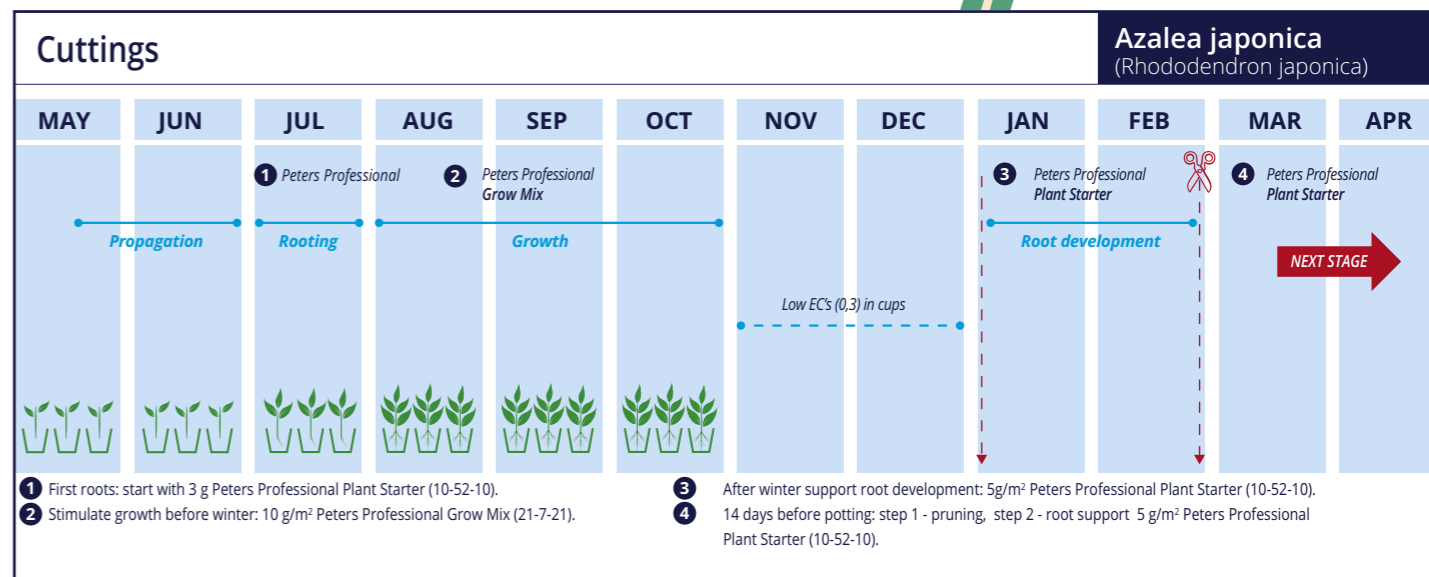 Cuttings
Azalea japonica
(Rhododendron japonica)
MAY JUN JUL AUG SEP OCT NOV DEC JAN FEB MAR APR
1 Peters Professional
2 Peters Professional
Grow Mix
3 Peters Professional
Plant Starter
4 Peters Professional
Plant Starter
Propagation
Rooting
Growth
Root development
NEXT STAGE
Low EC's (0,3) in cups
1 First roots: start with 3 g Peters Professional Plant Starter (10-52-10).
2 Stimulate growth before winter: 10 g/m² Peters Professional Grow Mix (21-7-21).
3 After winter support root development: 5g/m² Peters Professional Plant Starter (10-52-10).
4 14 days before potting: step 1 - pruning, step 2 - root support 5 g/m² Peters Professional
Plant Starter (10-52-10).